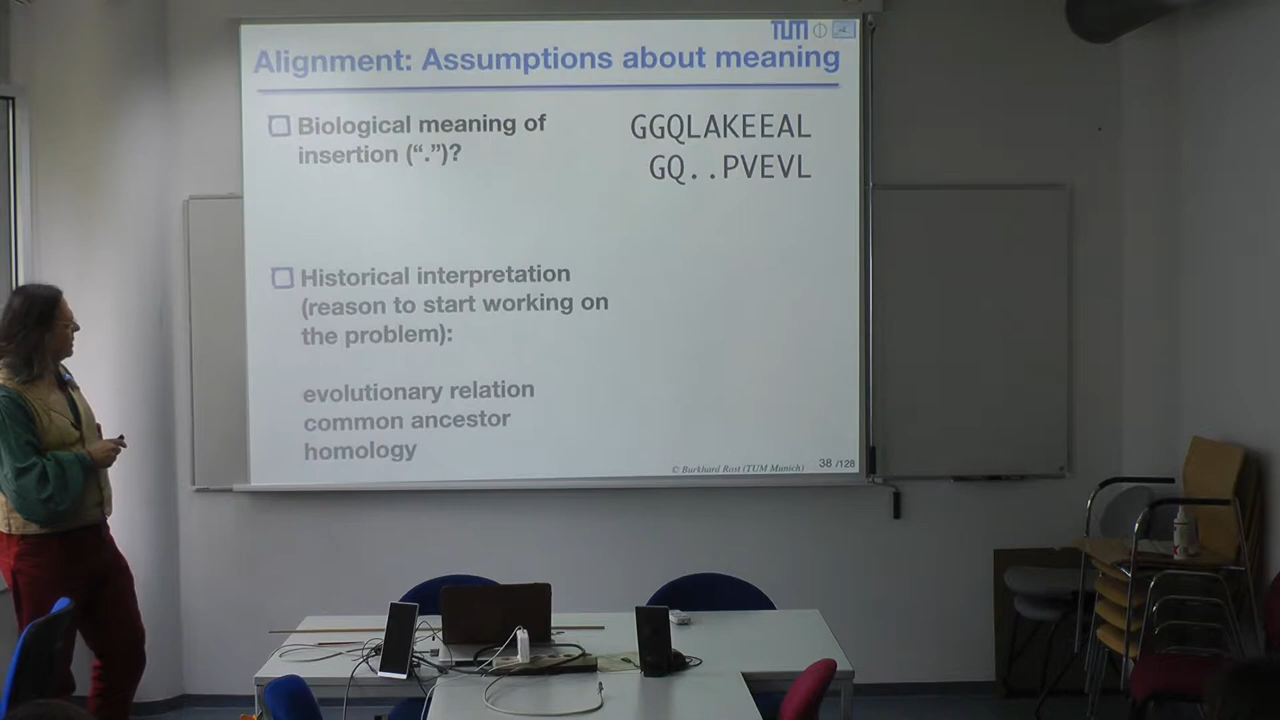 TUM
Alignment: Assumptions about meaning
Biological meaning of
insertion (“.”)?
GGQLAKEEAL
GQ..PVEVL
Historical interpretation
(reason to start working on
the problem):
evolutionary relation
common ancestor
homology
© Burkhard Rost (TUM Munich)
38 /128